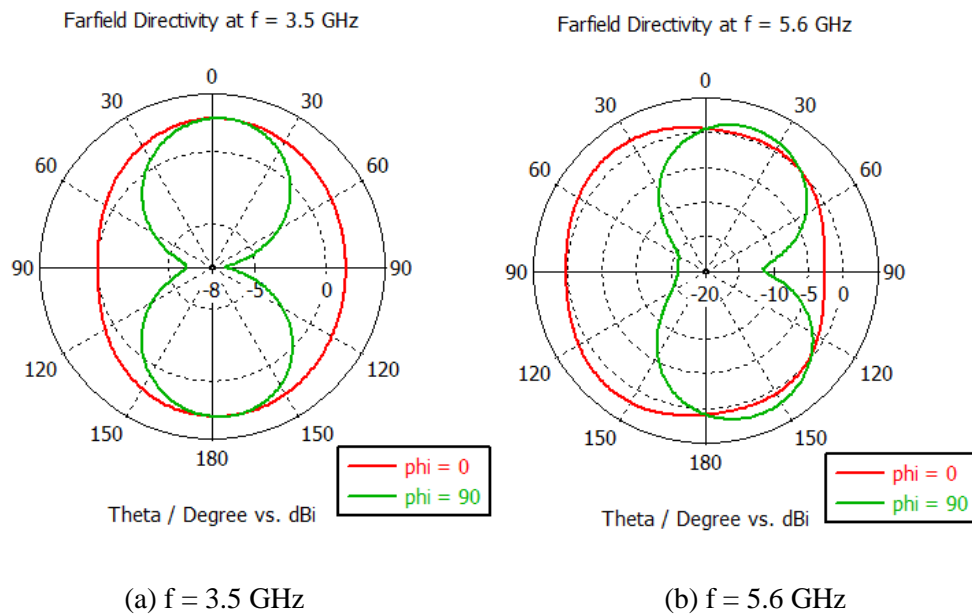 Farfield Directivity at f = 3.5 GHz
0
30 30
60 60
90 -8 -5 0 90
120 120
150 150
180
phi = 0
phi = 90
Theta / Degree vs. dBi
(a) f = 3.5 GHz
Farfield Directivity at f = 5.6 GHz
0
30 30
60 60
90 -20 -10 -5 0 90
120 120
150 150
180
phi = 0
phi = 90
Theta / Degree vs. dBi
(b) f = 5.6 GHz